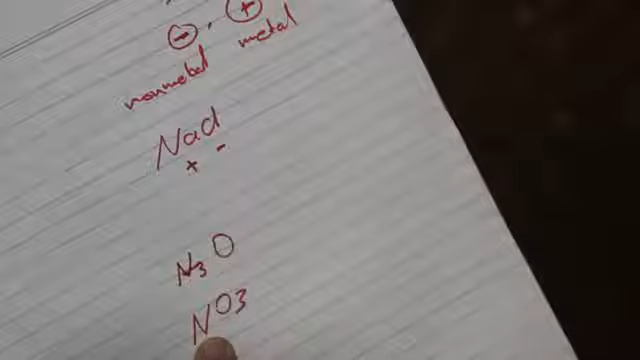 ⊖, ⊕
nonmetal metal
NaCl
+ -
N₃O
NO₃